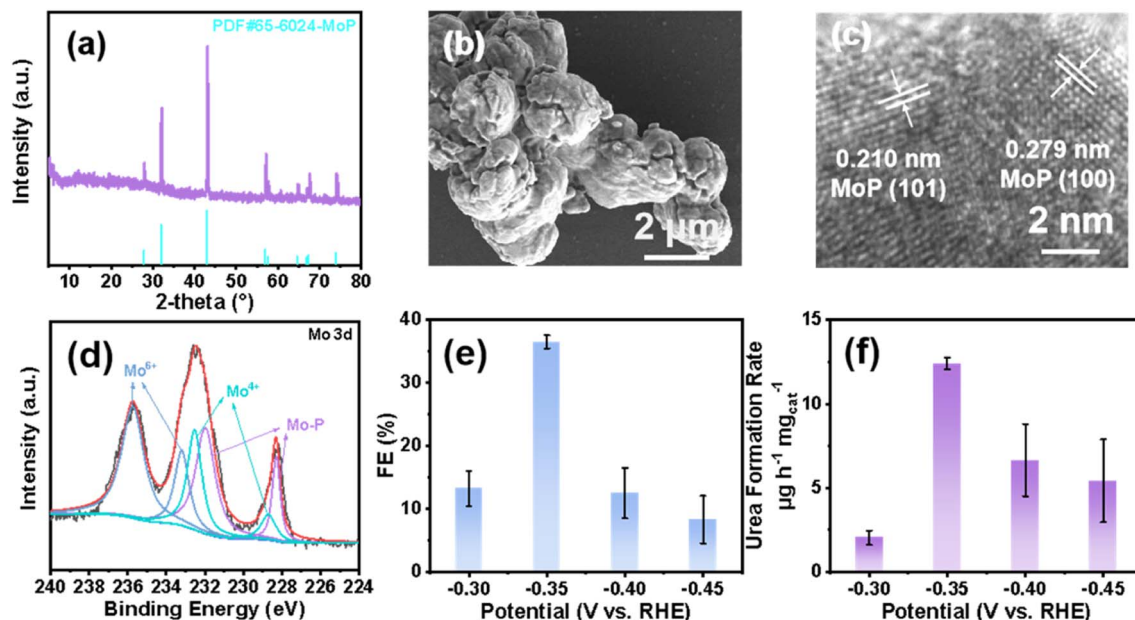 (a)
PDF#65-6024-MoP
Intensity (a.u.)
10 20 30 40 50 60 70 80
2-theta (°)
(b)
2 μm
(c)
0.210 nm
MoP (101)
0.279 nm
MoP (100)
2 nm
(d)
Mo 3d
Mo⁶⁺
Mo⁴⁺
Mo-P
Intensity (a.u.)
240 238 236 234 232 230 228 226 224
Binding Energy (eV)
(e)
FE (%)
40
30
20
10
0
-0.30 -0.35 -0.40 -0.45
Potential (V vs. RHE)
(f)
Urea Formation Rate
μg h⁻¹ mg_cat⁻¹
15
10
5
0
-0.30 -0.35 -0.40 -0.45
Potential (V vs. RHE)